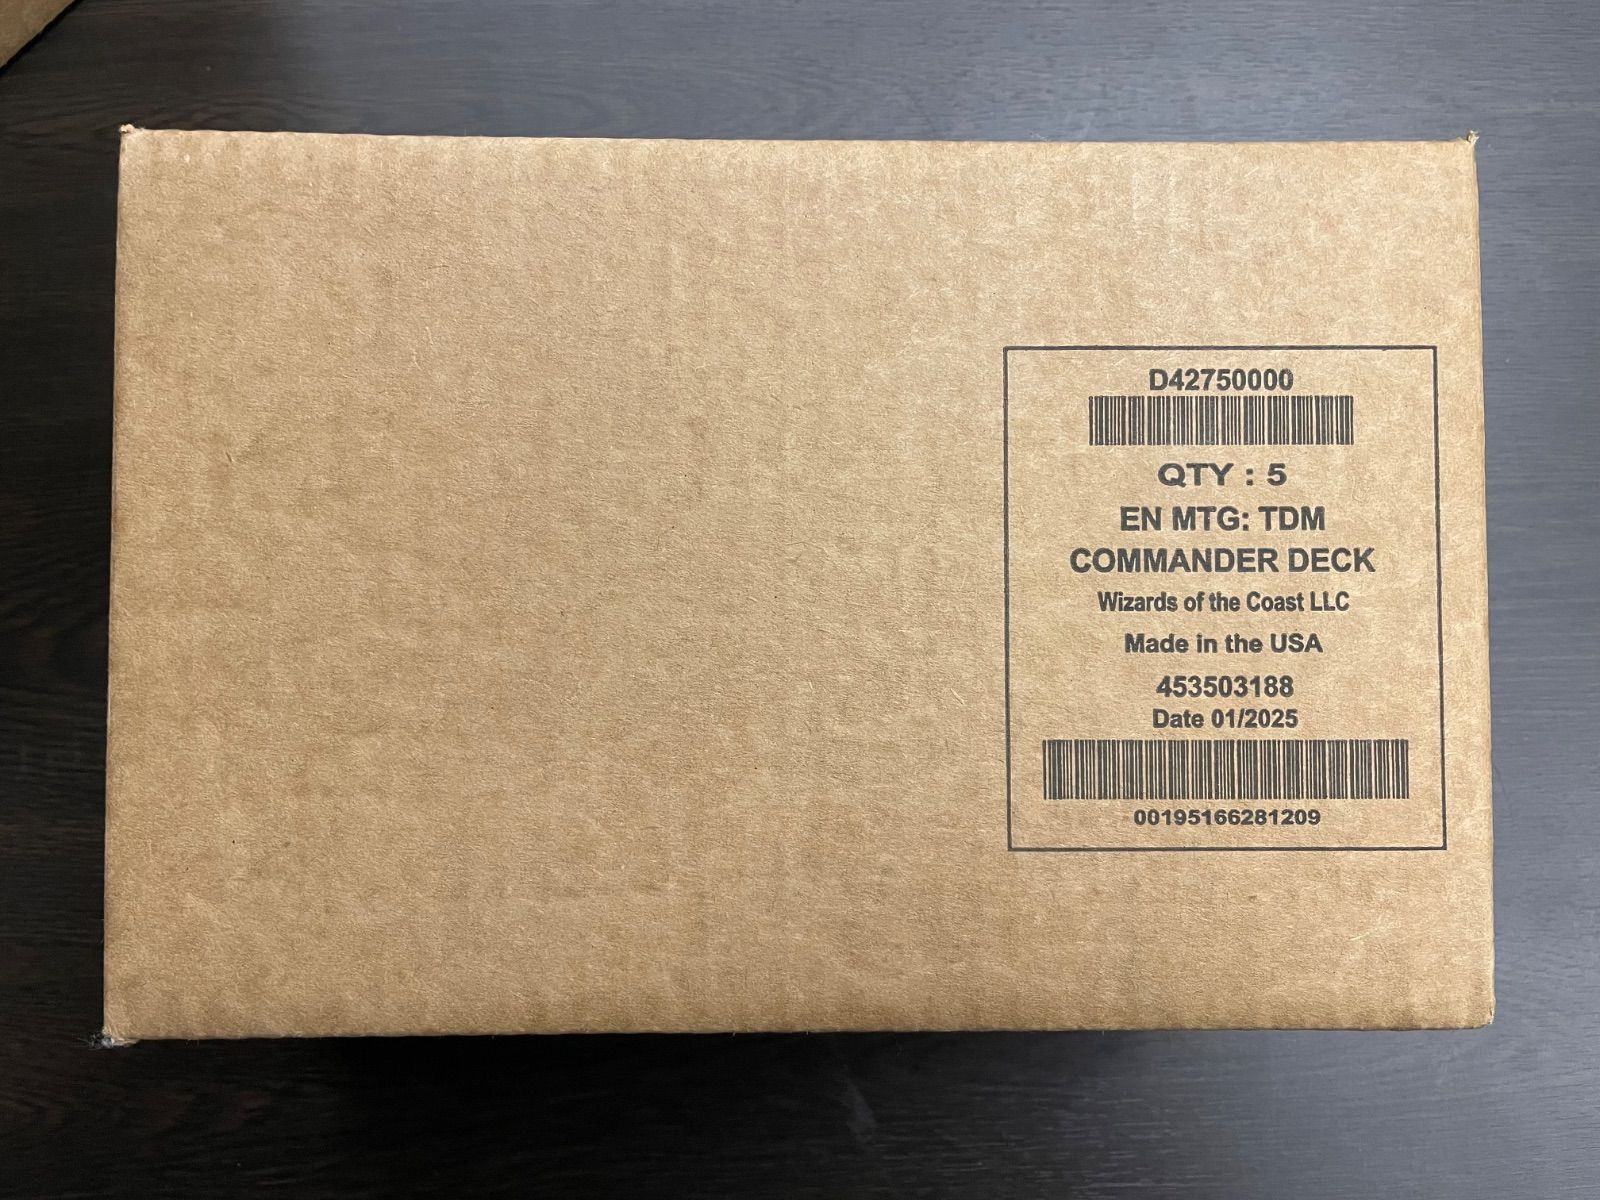 D42750000
QTY : 5
EN MTG: TDM
COMMANDER DECK
Wizards of the Coast LLC
Made in the USA
453503188
Date 01/2025
00195166281209